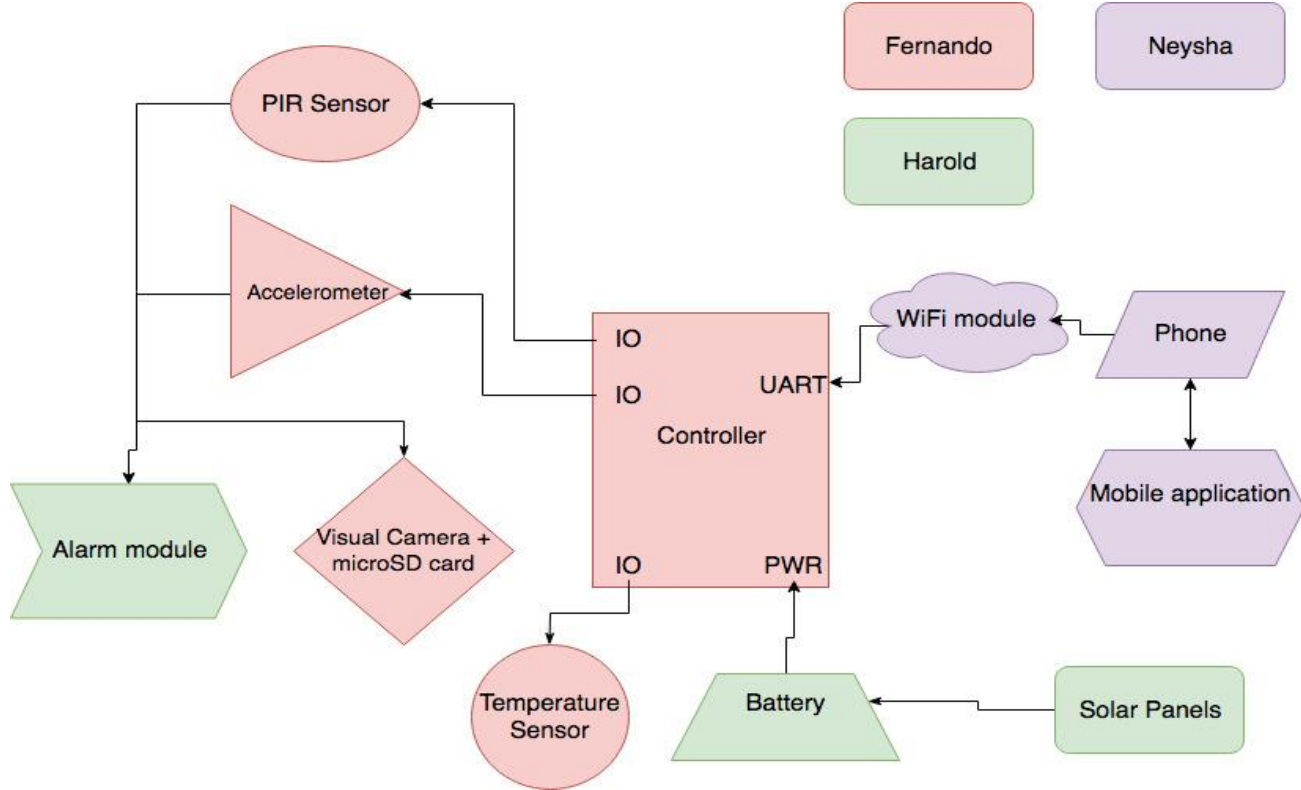 Fernando
Neysha
PIR Sensor
Harold
Accelerometer
WiFi module
Phone
IO
UART
IO
Controller
Mobile application
Visual Camera +
microSD card
Alarm module
IO
PWR
Temperature
Sensor
Battery
Solar Panels